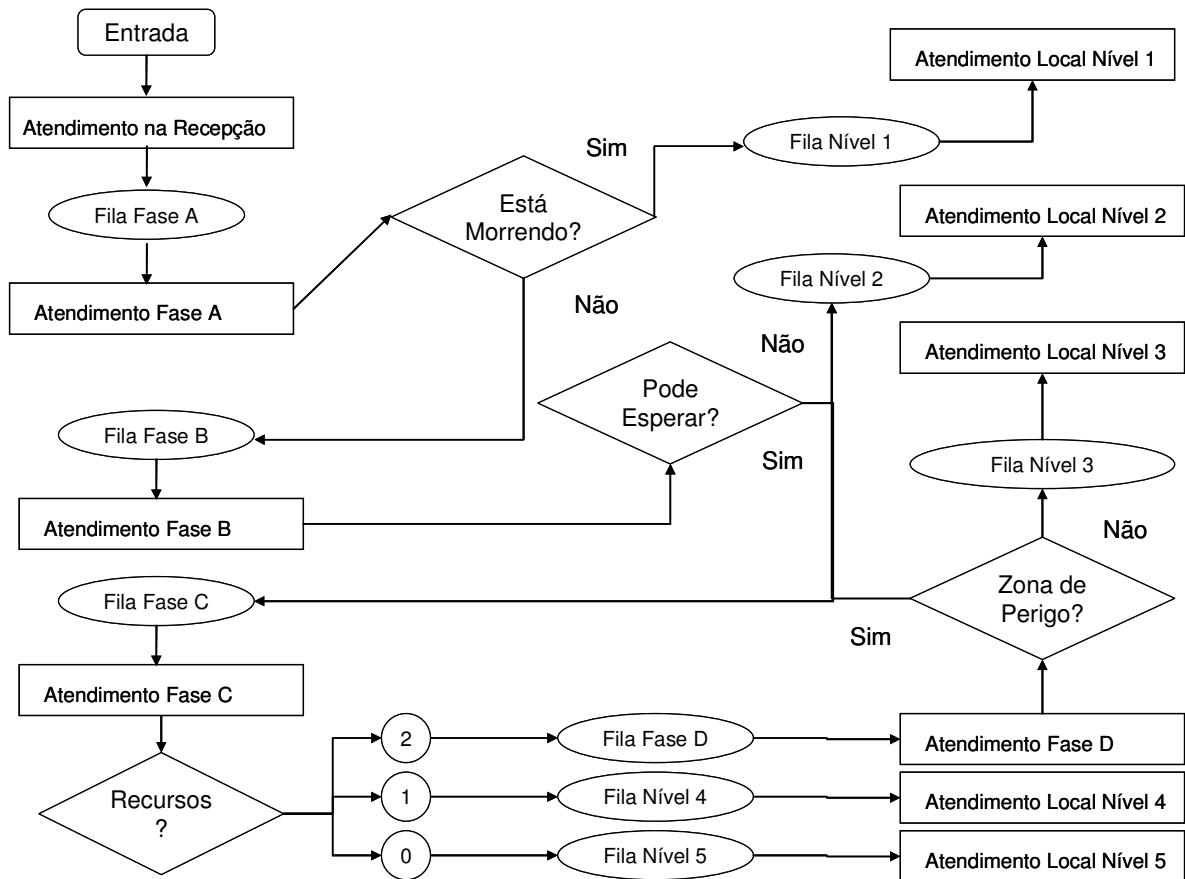 Entrada
Atendimento na Recepção
Fila Fase A
Atendimento Fase A
Está
Morrendo?
Sim
Não
Fila Nível 1
Atendimento Local Nível 1
Fila Fase B
Atendimento Fase B
Pode
Esperar?
Não
Sim
Fila Nível 2
Atendimento Local Nível 2
Fila Fase C
Atendimento Fase C
Recursos
?
2
1
0
Fila Fase D
Fila Nível 4
Fila Nível 5
Atendimento Fase D
Atendimento Local Nível 4
Atendimento Local Nível 5
Zona de
Perigo?
Sim
Não
Fila Nível 3
Atendimento Local Nível 3